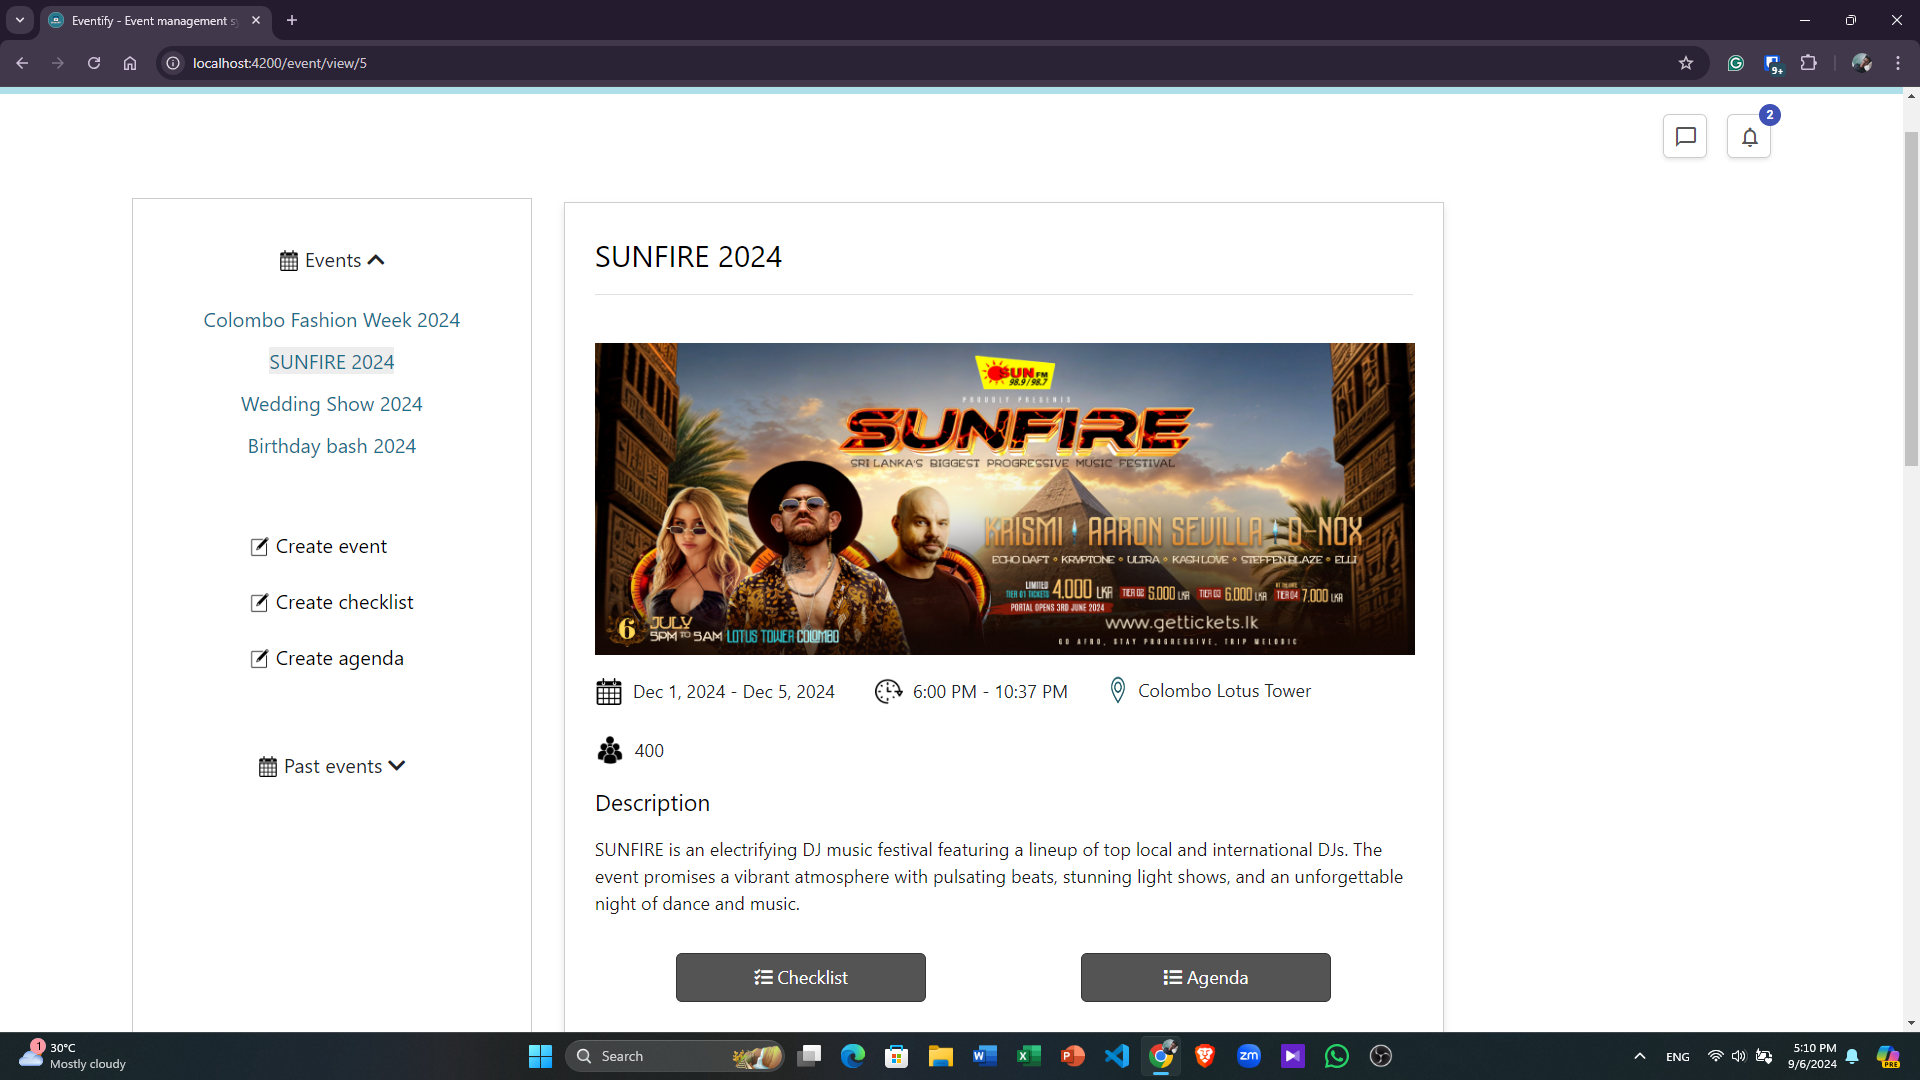 Eventify - Event management sy
localhost:4200/event/view/5
9+
2
Events
Colombo Fashion Week 2024
SUNFIRE 2024
Wedding Show 2024
Birthday bash 2024
Create event
Create checklist
Create agenda
Past events
SUNFIRE 2024
SUN FM
98.9/98.7
PROUDLY PRESENTS
SUNFIRE
SRI LANKA'S BIGGEST PROGRESSIVE MUSIC FESTIVAL
KRISMI AARON SEVILLA D-NOX
ECHO DAFT KRYPTONE ULTRA KASH LOVE STEFFEN BLAZE ELLI
LIMITED
TIER 01 TICKETS 4.000 LKR TIER 02 5.000 LKR TIER 03 6.000 LKR AT THE GATE TIER 04 7.000 LKR
PORTAL OPENS 3RD JUNE 2024
www.gettickets.lk
6 JULY
5PM TO 5AM LOTUS TOWER COLOMBO
GO AFRO, STAY PROGRESSIVE, TRIP MELODIC
Dec 1, 2024 - Dec 5, 2024
6:00 PM - 10:37 PM
Colombo Lotus Tower
400
Description
SUNFIRE is an electrifying DJ music festival featuring a lineup of top local and international DJs. The
event promises a vibrant atmosphere with pulsating beats, stunning light shows, and an unforgettable
night of dance and music.
Checklist
Agenda
1
30°C
Mostly cloudy
Search
zm
ENG
5:10 PM
9/6/2024
PRE